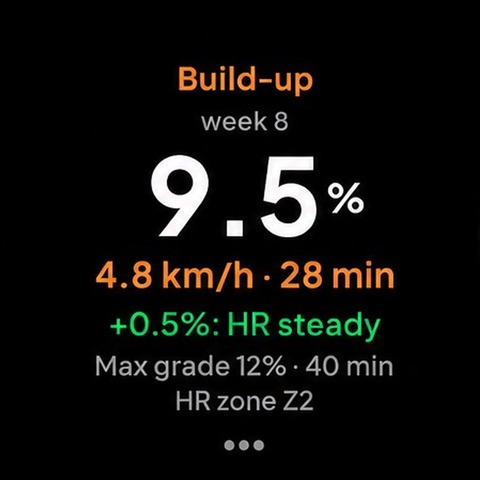 Build-up
week 8
9.5%
4.8 km/h · 28 min
+0.5%: HR steady
Max grade 12% · 40 min
HR zone Z2